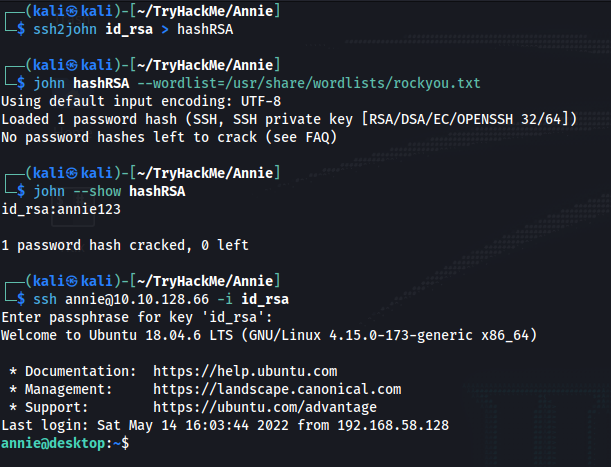 ┌──(kali㉿kali)-[~/TryHackMe/Annie]
└─$ ssh2john id_rsa > hashRSA
┌──(kali㉿kali)-[~/TryHackMe/Annie]
└─$ john hashRSA --wordlist=/usr/share/wordlists/rockyou.txt
Using default input encoding: UTF-8
Loaded 1 password hash (SSH, SSH private key [RSA/DSA/EC/OPENSSH 32/64])
No password hashes left to crack (see FAQ)
┌──(kali㉿kali)-[~/TryHackMe/Annie]
└─$ john --show hashRSA
id_rsa:annie123
1 password hash cracked, 0 left
┌──(kali㉿kali)-[~/TryHackMe/Annie]
└─$ ssh annie@10.10.128.66 -i id_rsa
Enter passphrase for key 'id_rsa':
Welcome to Ubuntu 18.04.6 LTS (GNU/Linux 4.15.0-173-generic x86_64)
 * Documentation:  https://help.ubuntu.com
 * Management:     https://landscape.canonical.com
 * Support:        https://ubuntu.com/advantage
Last login: Sat May 14 16:03:44 2022 from 192.168.58.128
annie@desktop:~$